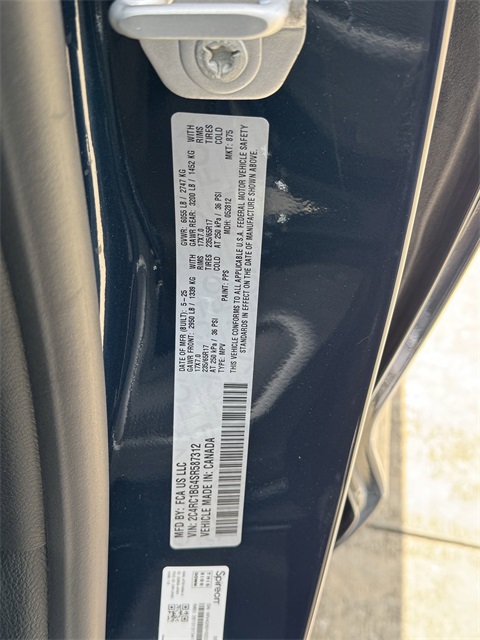 MFD BY: FCA US LLC
DATE OF MFR (BUILT): 5-25
GVWR: 6055 LB / 2747 KG
GAWR FRONT: 2950 LB / 1339 KG WITH
17X7.0 RIMS
235/65R17 TIRES
AT 250 kPa / 36 PSI COLD
GAWR REAR: 3200 LB / 1452 KG WITH
17X7.0 RIMS
235/65R17 TIRES
AT 250 kPa / 36 PSI COLD
VIN: 2C4RC1BG4SR587312
TYPE: MPV
PAINT: PPS
MDH: 052812
MKT: 875
VEHICLE MADE IN: CANADA
THIS VEHICLE CONFORMS TO ALL APPLICABLE U.S.A. FEDERAL MOTOR VEHICLE SAFETY
STANDARDS IN EFFECT ON THE DATE OF MANUFACTURE SHOWN ABOVE.
Spireon